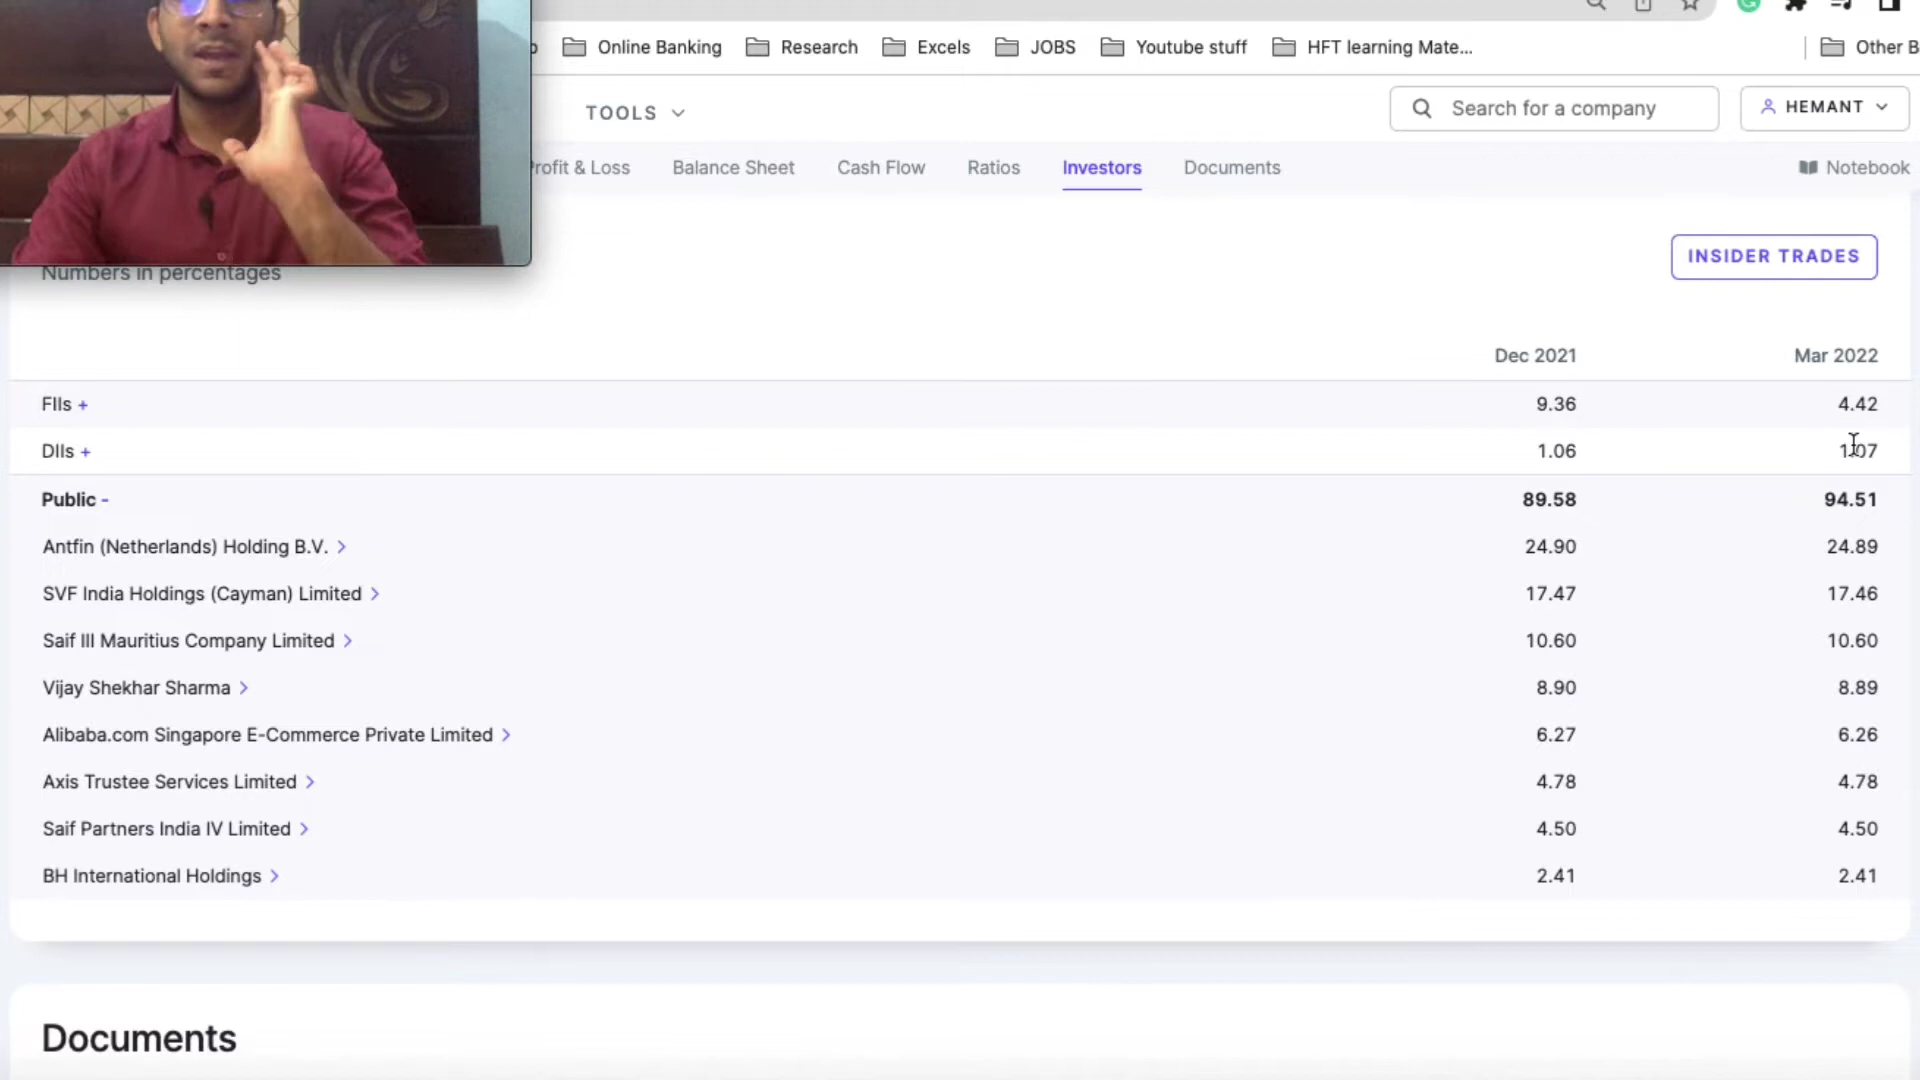 Online Banking Research Excels JOBS Youtube stuff HFT learning Mate... Other B
TOOLS Search for a company HEMANT
Profit & Loss Balance Sheet Cash Flow Ratios Investors Documents Notebook
Numbers in percentages INSIDER TRADES
Dec 2021 Mar 2022
FIIs + 9.36 4.42
DIIs + 1.06 1.07
Public - 89.58 94.51
Antfin (Netherlands) Holding B.V. 24.90 24.89
SVF India Holdings (Cayman) Limited 17.47 17.46
Saif III Mauritius Company Limited 10.60 10.60
Vijay Shekhar Sharma 8.90 8.89
Alibaba.com Singapore E-Commerce Private Limited 6.27 6.26
Axis Trustee Services Limited 4.78 4.78
Saif Partners India IV Limited 4.50 4.50
BH International Holdings 2.41 2.41
Documents